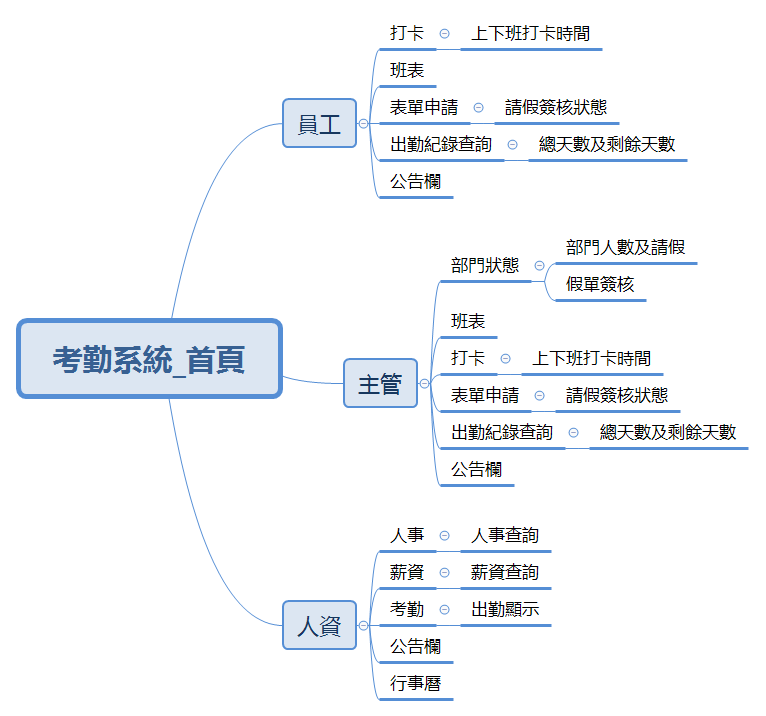 考勤系統_首頁
員工
打卡
上下班打卡時間
班表
表單申請
請假簽核狀態
出勤紀錄查詢
總天數及剩餘天數
公告欄
主管
部門狀態
部門人數及請假
假單簽核
班表
打卡
上下班打卡時間
表單申請
請假簽核狀態
出勤紀錄查詢
總天數及剩餘天數
公告欄
人資
人事
人事查詢
薪資
薪資查詢
考勤
出勤顯示
公告欄
行事曆